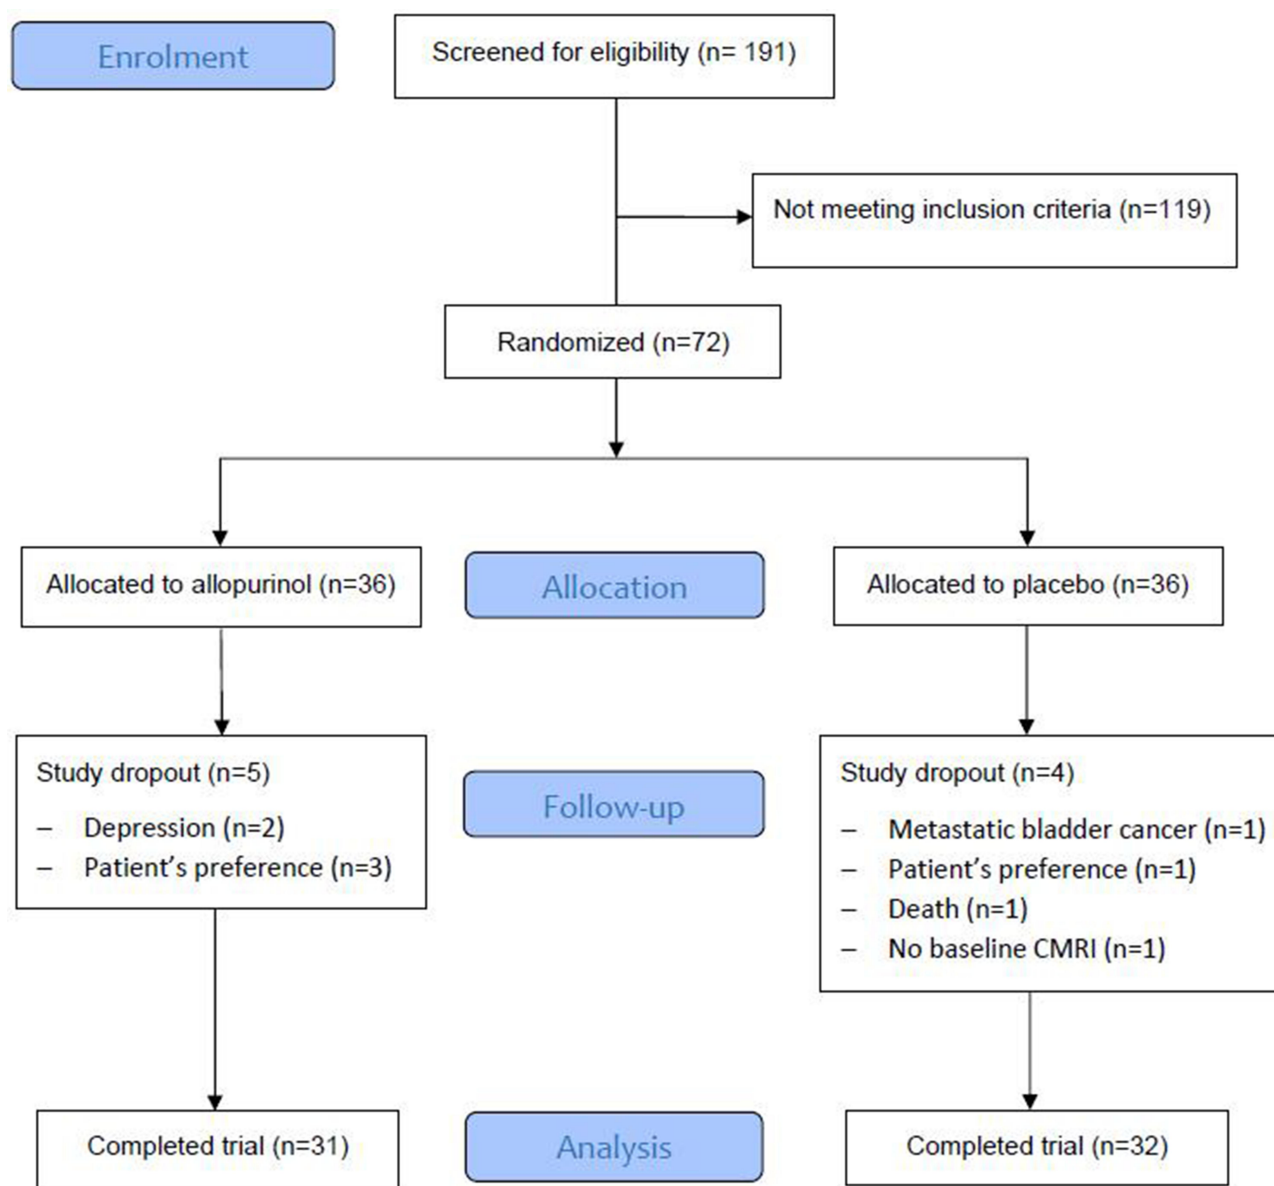 Enrolment
Screened for eligibility (n= 191)
Not meeting inclusion criteria (n=119)
Randomized (n=72)
Allocated to allopurinol (n=36)
Allocation
Allocated to placebo (n=36)
Study dropout (n=5)
– Depression (n=2)
– Patient’s preference (n=3)
Follow-up
Study dropout (n=4)
– Metastatic bladder cancer (n=1)
– Patient’s preference (n=1)
– Death (n=1)
– No baseline CMRI (n=1)
Completed trial (n=31)
Analysis
Completed trial (n=32)